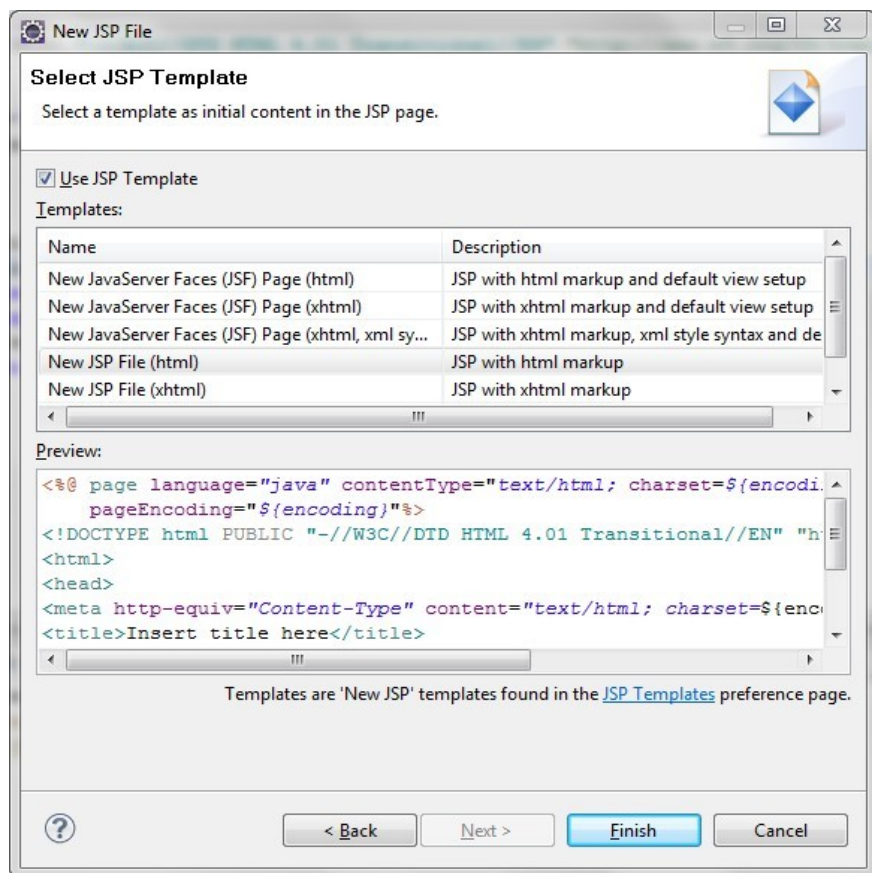 New JSP File
Select JSP Template
Select a template as initial content in the JSP page.
Use JSP Template
Templates:
Name Description
New JavaServer Faces (JSF) Page (html) JSP with html markup and default view setup
New JavaServer Faces (JSF) Page (xhtml) JSP with xhtml markup and default view setup
New JavaServer Faces (JSF) Page (xhtml, xml sy... JSP with xhtml markup, xml style syntax and de
New JSP File (html) JSP with html markup
New JSP File (xhtml) JSP with xhtml markup
Preview:
<%@ page language="java" contentType="text/html; charset=${encodi
pageEncoding="${encoding}"%>
<!DOCTYPE html PUBLIC "-//W3C//DTD HTML 4.01 Transitional//EN" "h
<html>
<head>
<meta http-equiv="Content-Type" content="text/html; charset=${enc
<title>Insert title here</title>
Templates are 'New JSP' templates found in the JSP Templates preference page.
? < Back Next > Finish Cancel